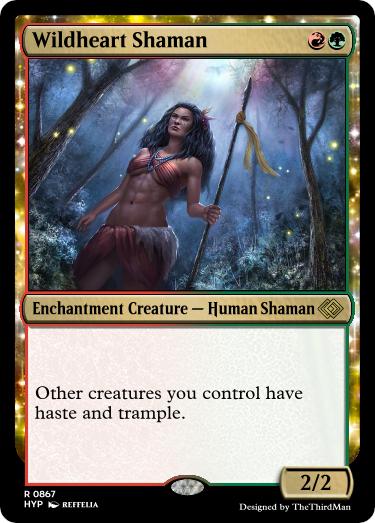 Wildheart Shaman
Enchantment Creature — Human Shaman
Other creatures you control have
haste and trample.
2/2
R 0867
HYP REFFELIA
Designed by TheThirdMan